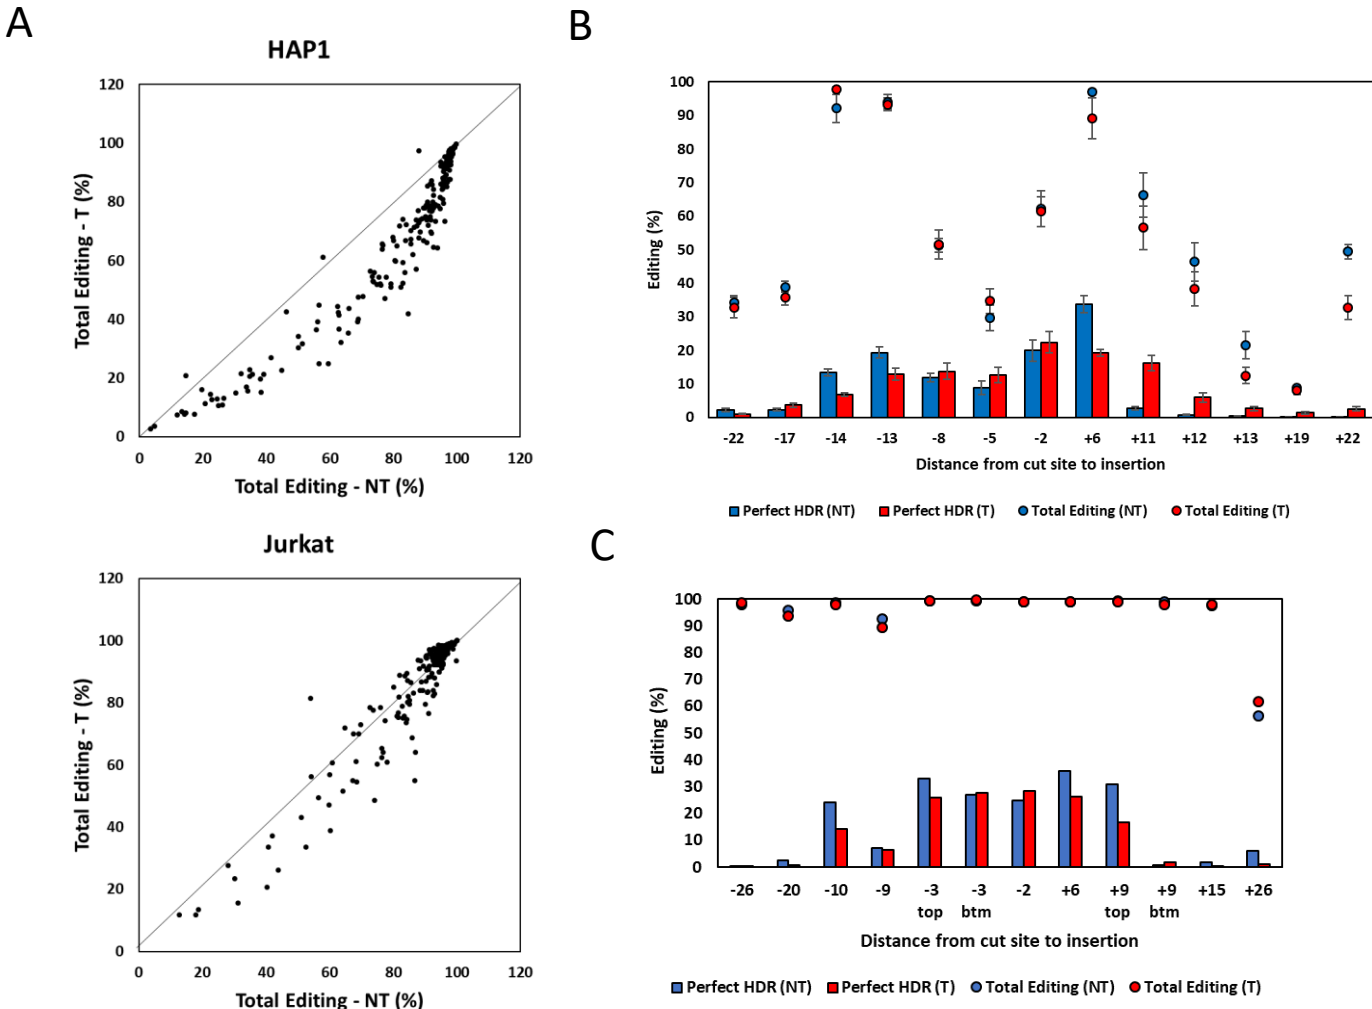 A
HAP1
120
100
80
60
40
20
0
Total Editing - T (%)
0 20 40 60 80 100 120
Total Editing - NT (%)
Jurkat
120
100
80
60
40
20
0
Total Editing - T (%)
0 20 40 60 80 100 120
Total Editing - NT (%)
B
100
90
80
70
60
50
40
30
20
10
0
Editing (%)
-22 -17 -14 -13 -8 -5 -2 +6 +11 +12 +13 +19 +22
Distance from cut site to insertion
Perfect HDR (NT) Perfect HDR (T) Total Editing (NT) Total Editing (T)
C
100
90
80
70
60
50
40
30
20
10
0
Editing (%)
-26 -20 -10 -9 -3 -3 -2 +6 +9 +9 +15 +26
top btm top btm
Distance from cut site to insertion
Perfect HDR (NT) Perfect HDR (T) Total Editing (NT) Total Editing (T)